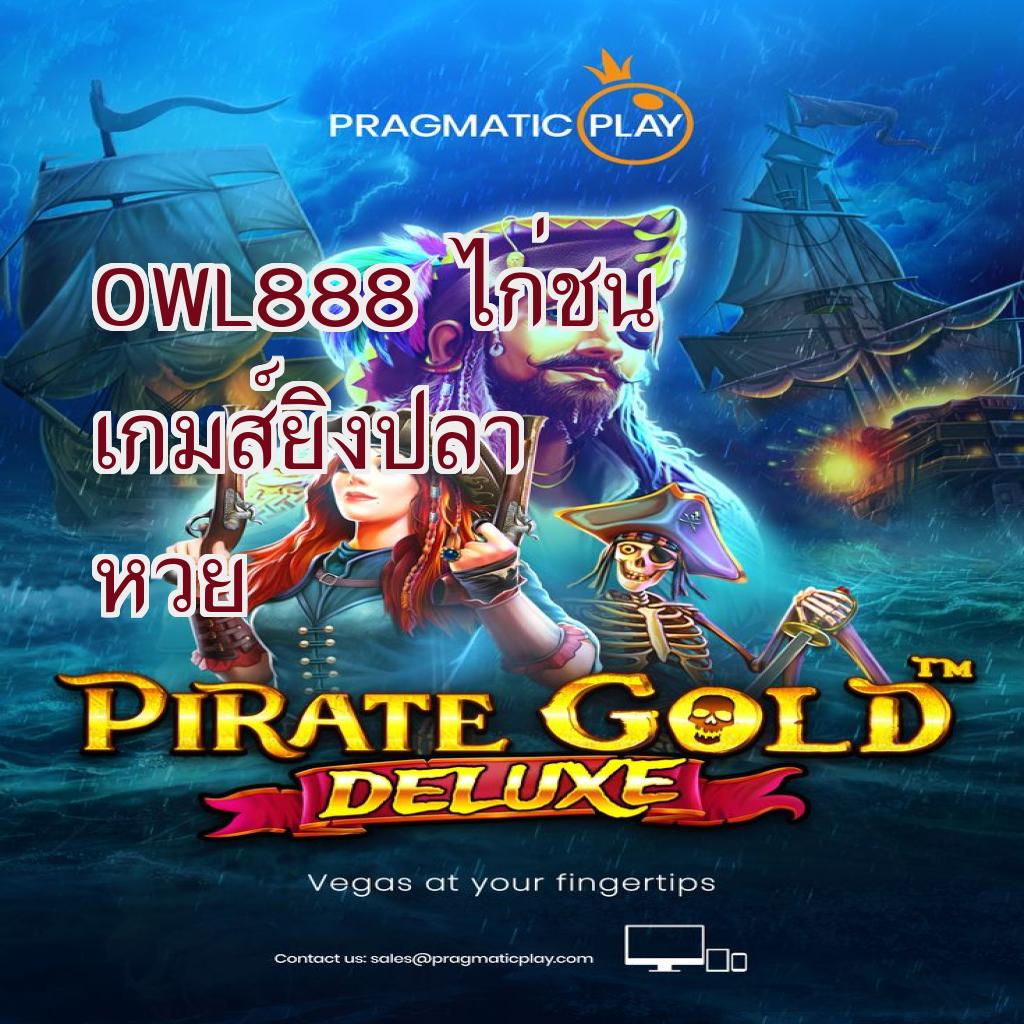 PRAGMATIC PLAY
OWL888 ไก่ชน
เกมส์ยิงปลา
หวย
PIRATE GOLD™
DELUXE
Vegas at your fingertips
Contact us: sales@pragmaticplay.com